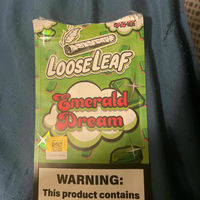 LOOSELEAF
Emerald
Dream
WARNING:
This product contains